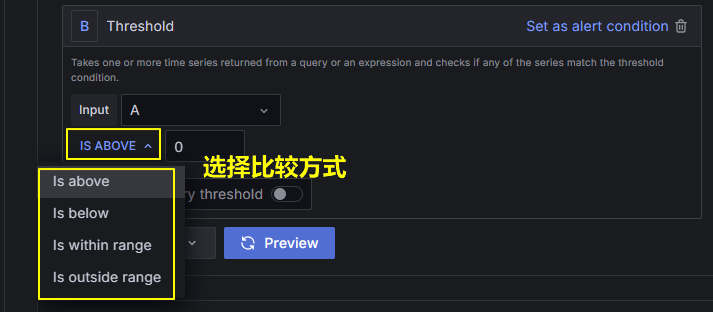 B Threshold Set as alert condition
Takes one or more time series returned from a query or an expression and checks if any of the series match the threshold
condition.
Input A
IS ABOVE 0
选择比较方式
Is above
ry threshold
Is below
Is within range
Preview
Is outside range